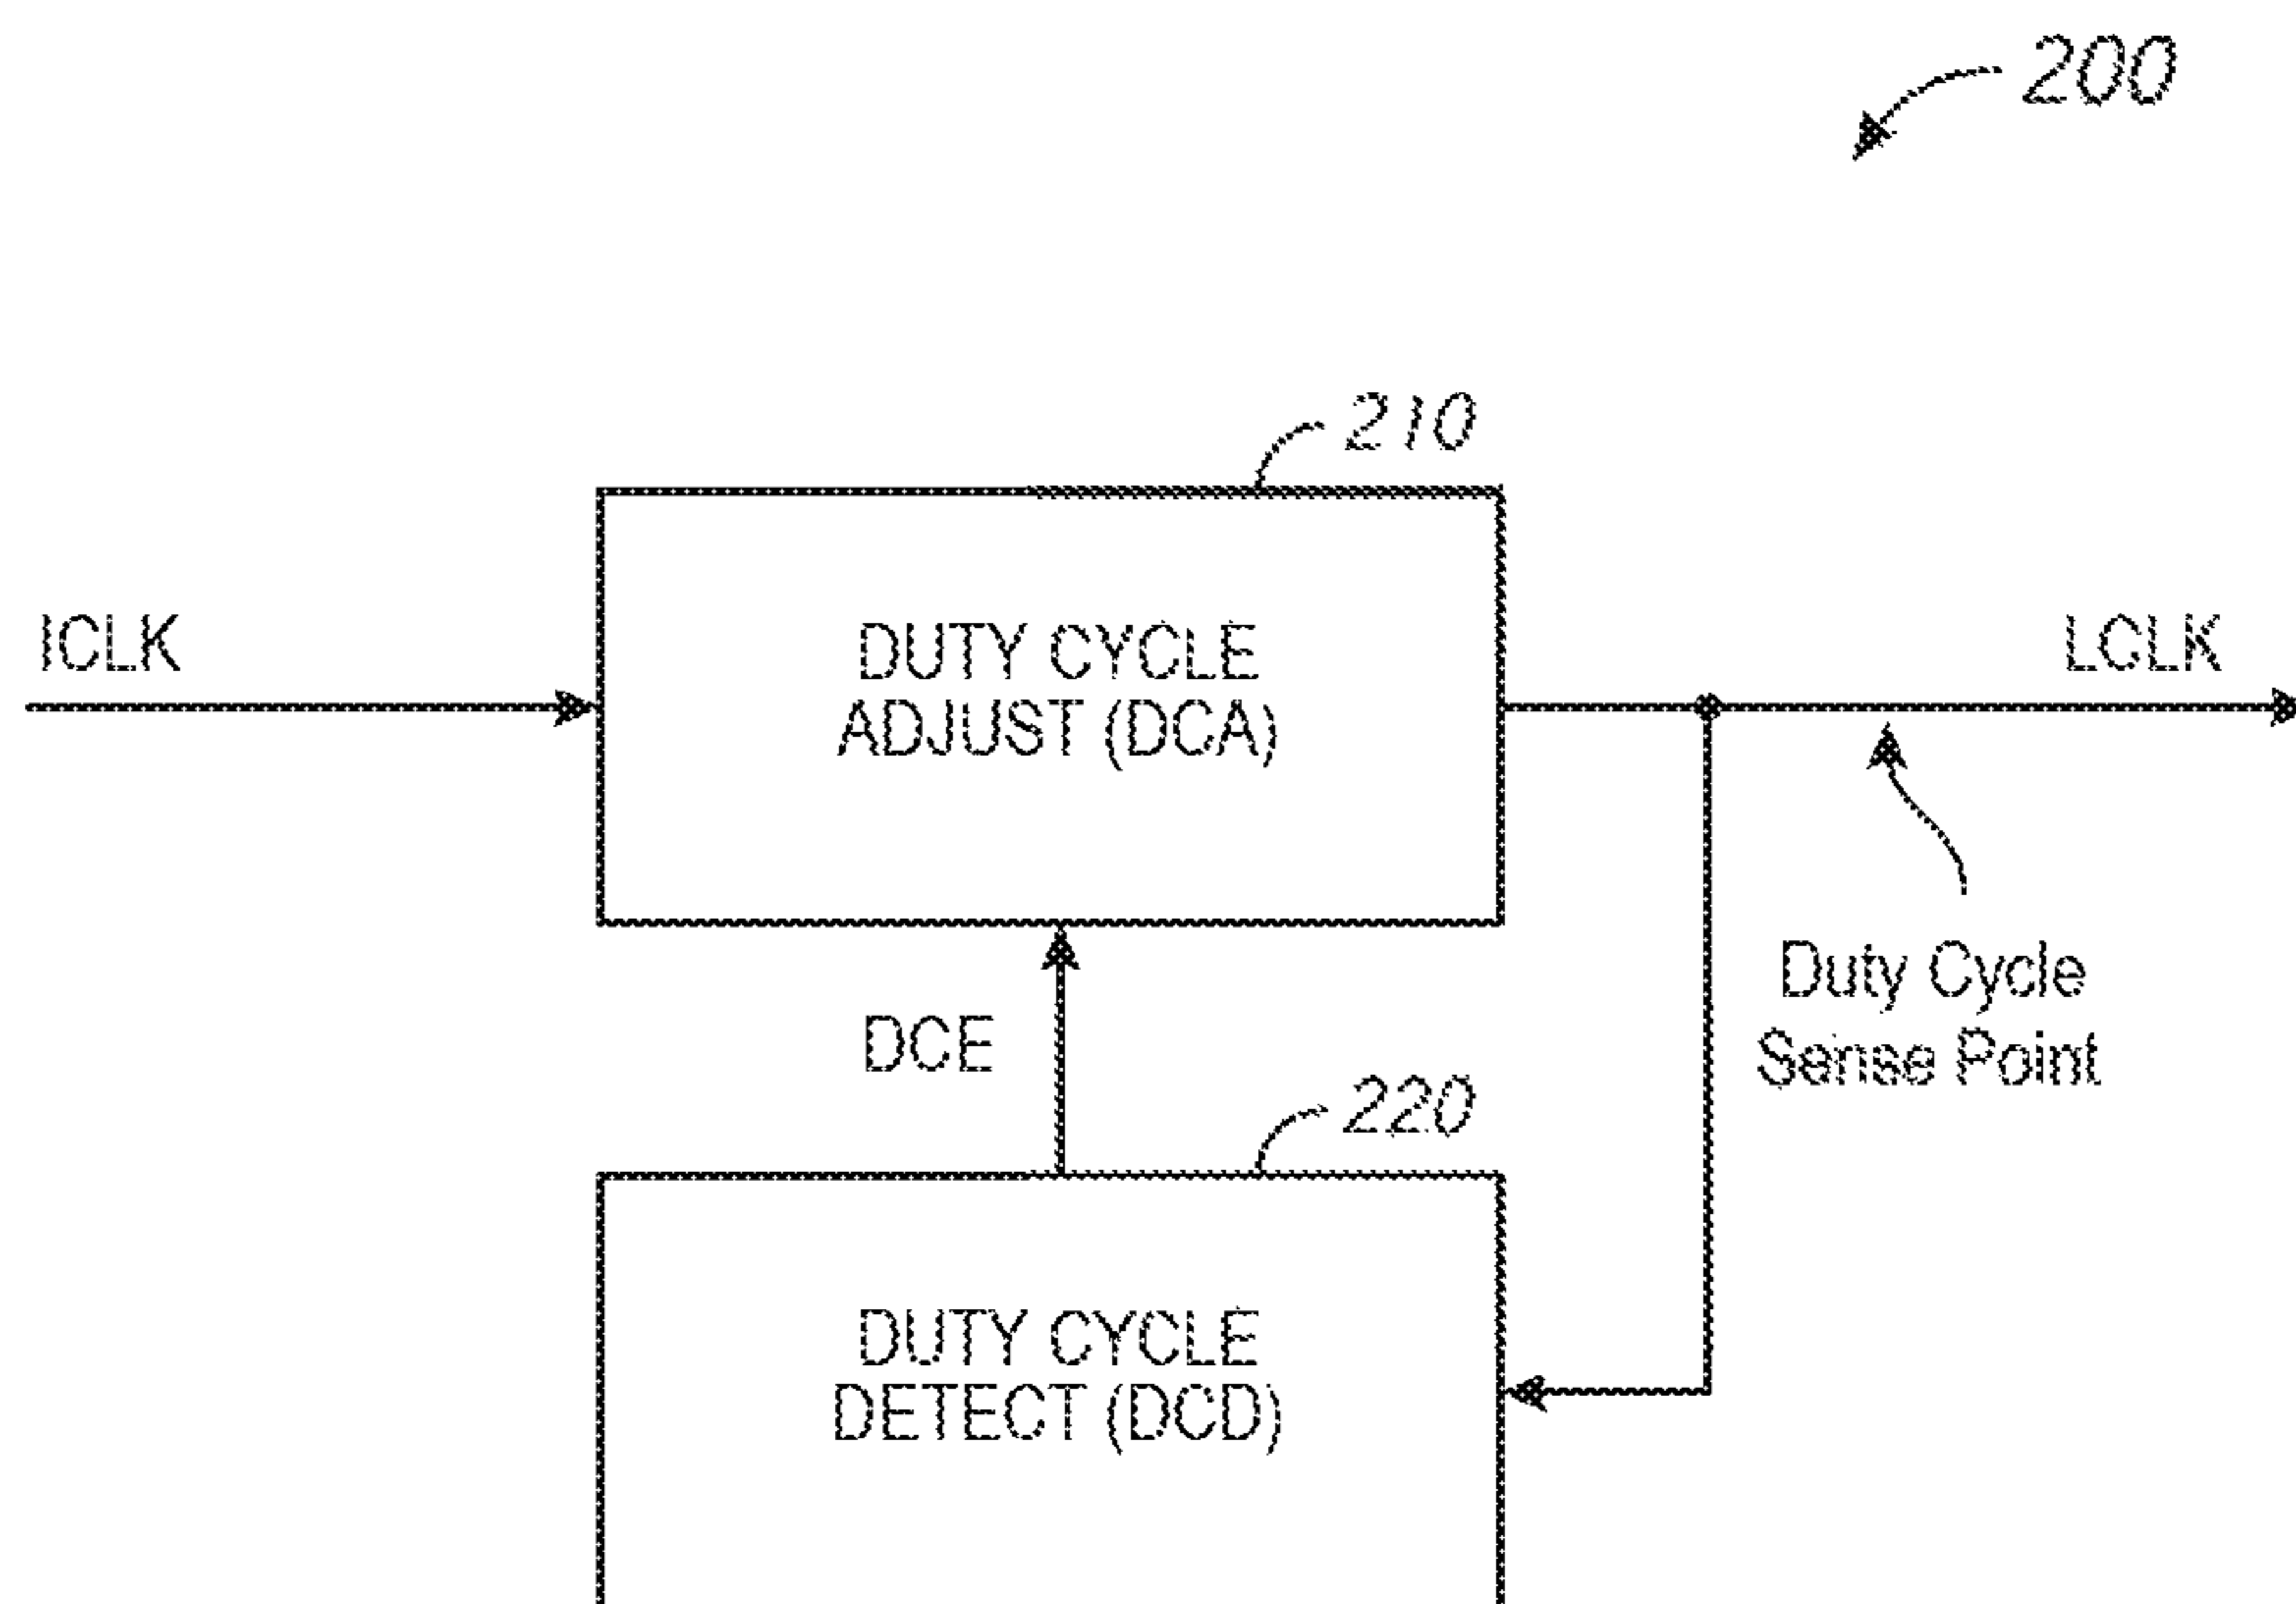 200
210
ICLK
DUTY CYCLE
ADJUST (DCA)
LCLK
DCE
Duty Cycle
Sense Point
220
DUTY CYCLE
DETECT (DCD)